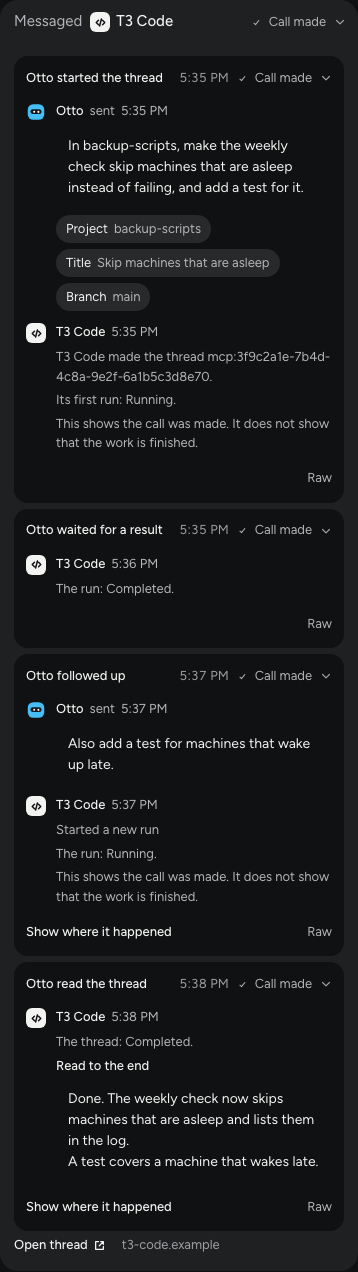 Messaged T3 Code Call made
Otto started the thread 5:35 PM Call made
Otto sent 5:35 PM
In backup-scripts, make the weekly
check skip machines that are asleep
instead of failing, and add a test for it.
Project backup-scripts
Title Skip machines that are asleep
Branch main
T3 Code 5:35 PM
T3 Code made the thread mcp:3f9c2a1e-7b4d-
4c8a-9e2f-6a1b5c3d8e70.
Its first run: Running.
This shows the call was made. It does not show
that the work is finished.
Raw
Otto waited for a result 5:35 PM Call made
T3 Code 5:36 PM
The run: Completed.
Raw
Otto followed up 5:37 PM Call made
Otto sent 5:37 PM
Also add a test for machines that wake
up late.
T3 Code 5:37 PM
Started a new run
The run: Running.
This shows the call was made. It does not show
that the work is finished.
Show where it happened Raw
Otto read the thread 5:38 PM Call made
T3 Code 5:38 PM
The thread: Completed.
Read to the end
Done. The weekly check now skips
machines that are asleep and lists them
in the log.
A test covers a machine that wakes late.
Show where it happened Raw
Open thread t3-code.example